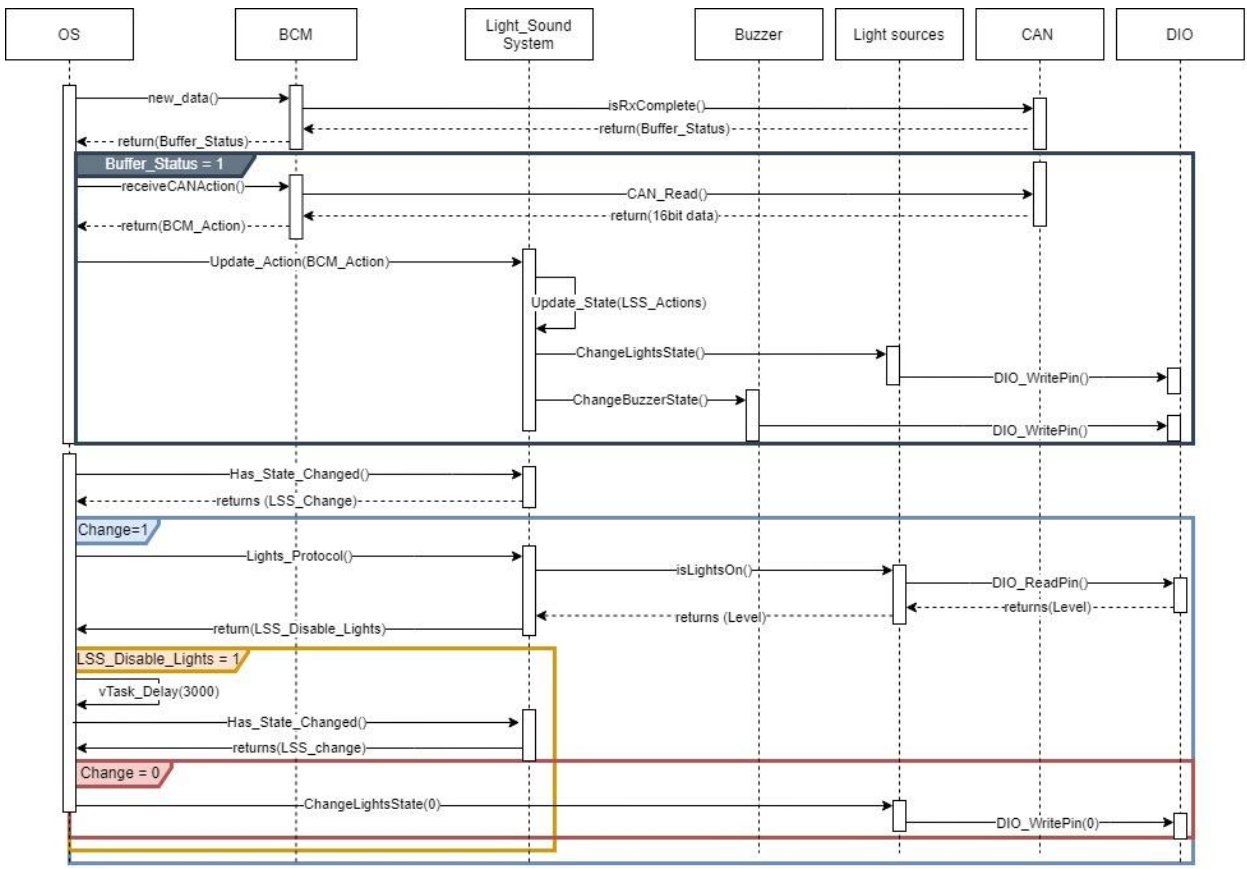 OS
BCM
Light_Sound
System
Buzzer
Light sources
CAN
DIO
new_data()
isRxComplete()
return(Buffer_Status)
return(Buffer_Status)
Buffer_Status = 1
receiveCANAction()
CAN_Read()
return(16bit data)
return(BCM_Action)
Update_Action(BCM_Action)
Update_State(LSS_Actions)
ChangeLightsState()
DIO_WritePin()
ChangeBuzzerState()
DIO_WritePin()
Has_State_Changed()
returns (LSS_Change)
Change=1
Lights_Protocol()
isLightsOn()
DIO_ReadPin()
returns(Level)
returns (Level)
return(LSS_Disable_Lights)
LSS_Disable_Lights = 1
vTask_Delay(3000)
Has_State_Changed()
returns(LSS_change)
Change = 0
ChangeLightsState(0)
DIO_WritePin(0)